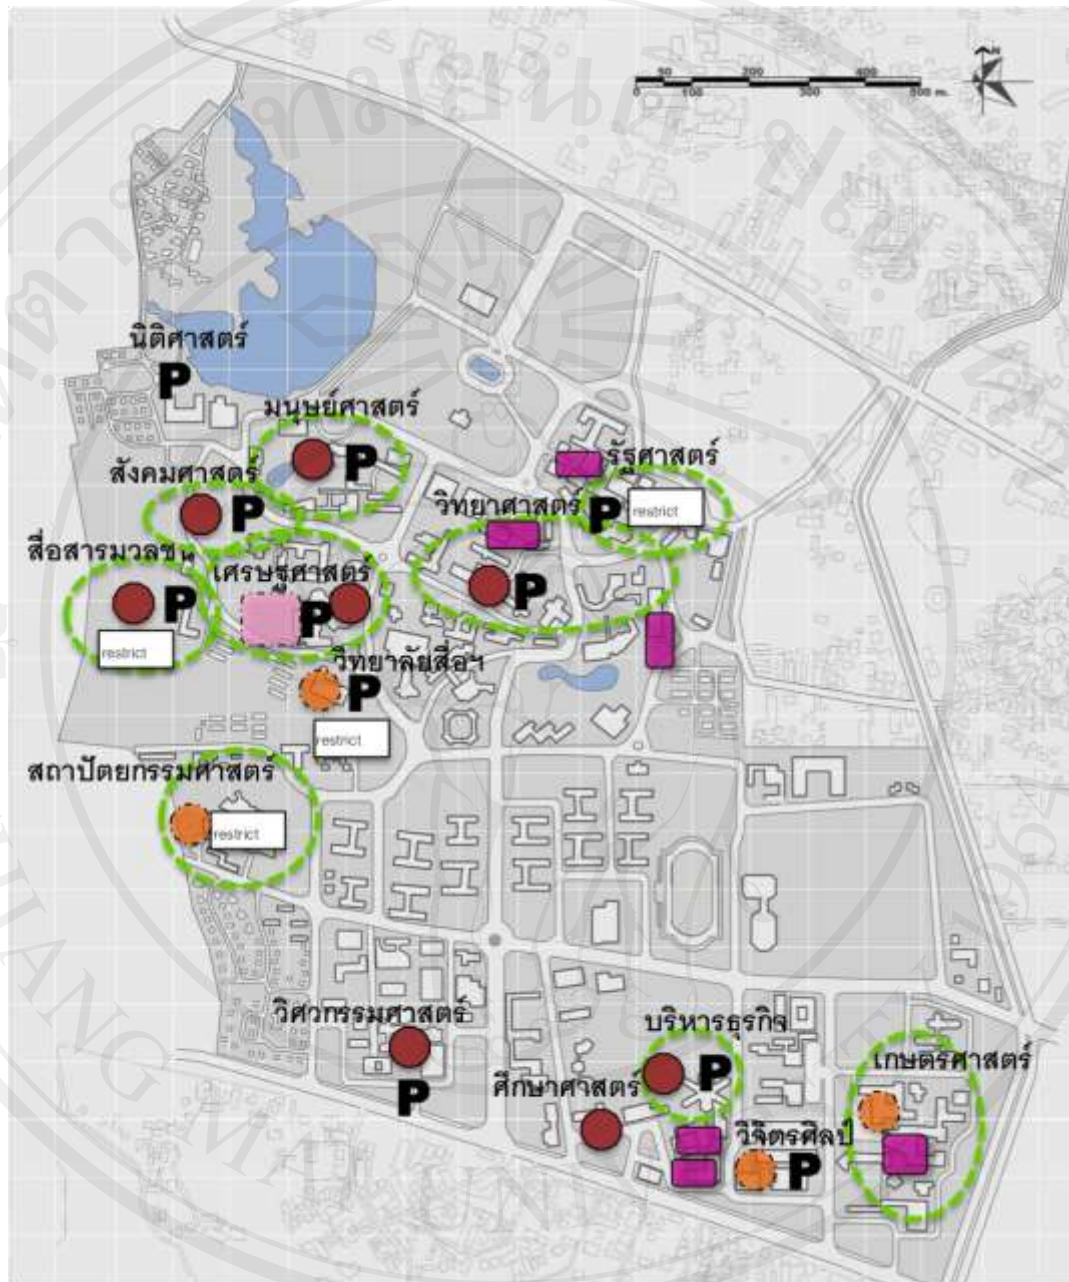 N
50 200 400
0 100 300 500 m.
นิติศาสตร์
P
มนุษย์ศาสตร์
P
สังคมศาสตร์
P
รัฐศาสตร์
P
restrict
วิทยาศาสตร์
P
สื่อสารมวลชน
P
restrict
เศรษฐศาสตร์
P
วิทยาลัยสื่อฯ
P
restrict
สถาปัตยกรรมศาสตร์
restrict
วิศวกรรมศาสตร์
P
บริหารธุรกิจ
P
ศึกษาศาสตร์
วิจิตรศิลป์
P
เกษตรศาสตร์